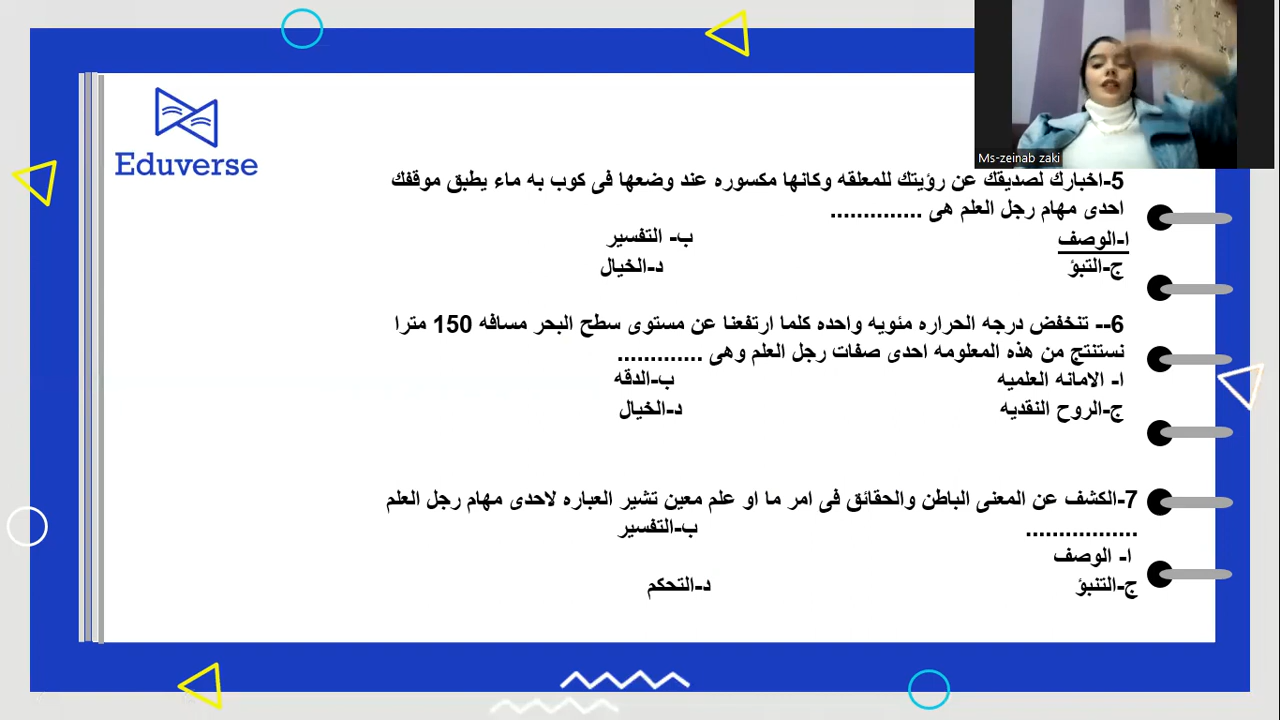 Eduverse
Ms-zeinab zaki
5-اخبارك لصديقك عن رؤيتك للمعلقه وكانها مكسوره عند وضعها فى كوب به ماء يطبق موقفك
احدى مهام رجل العلم هى ..............
ا-الوصف ب- التفسير
ج-التبؤ د-الخيال
6-- تنخفض درجه الحراره مئويه واحده كلما ارتفعنا عن مستوى سطح البحر مسافه 150 مترا
نستنتج من هذه المعلومه احدى صفات رجل العلم وهى .............
ا- الامانه العلميه ب-الدقه
ج-الروح النقديه د-الخيال
7-الكشف عن المعنى الباطن والحقائق فى امر ما او علم معين تشير العباره لاحدى مهام رجل العلم
................. ب-التفسير
ا- الوصف
ج-التنبؤ د-التحكم